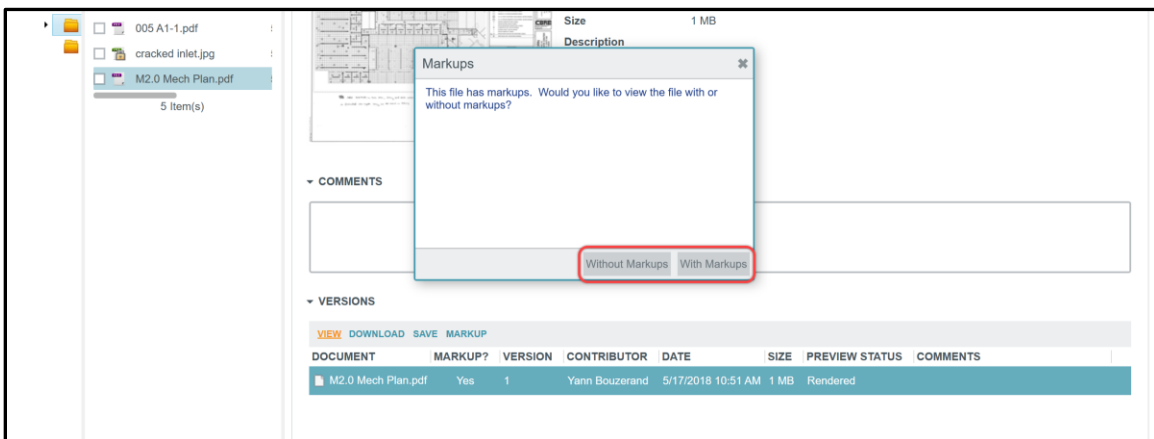 005 A1-1.pdf
cracked inlet.jpg
M2.0 Mech Plan.pdf
5 Item(s)
CBRE
Size 1 MB
Description
Markups
This file has markups. Would you like to view the file with or
without markups?
Without Markups With Markups
COMMENTS
VERSIONS
VIEW DOWNLOAD SAVE MARKUP
DOCUMENT MARKUP? VERSION CONTRIBUTOR DATE SIZE PREVIEW STATUS COMMENTS
M2.0 Mech Plan.pdf Yes 1 Yann Bouzerand 5/17/2018 10:51 AM 1 MB Rendered